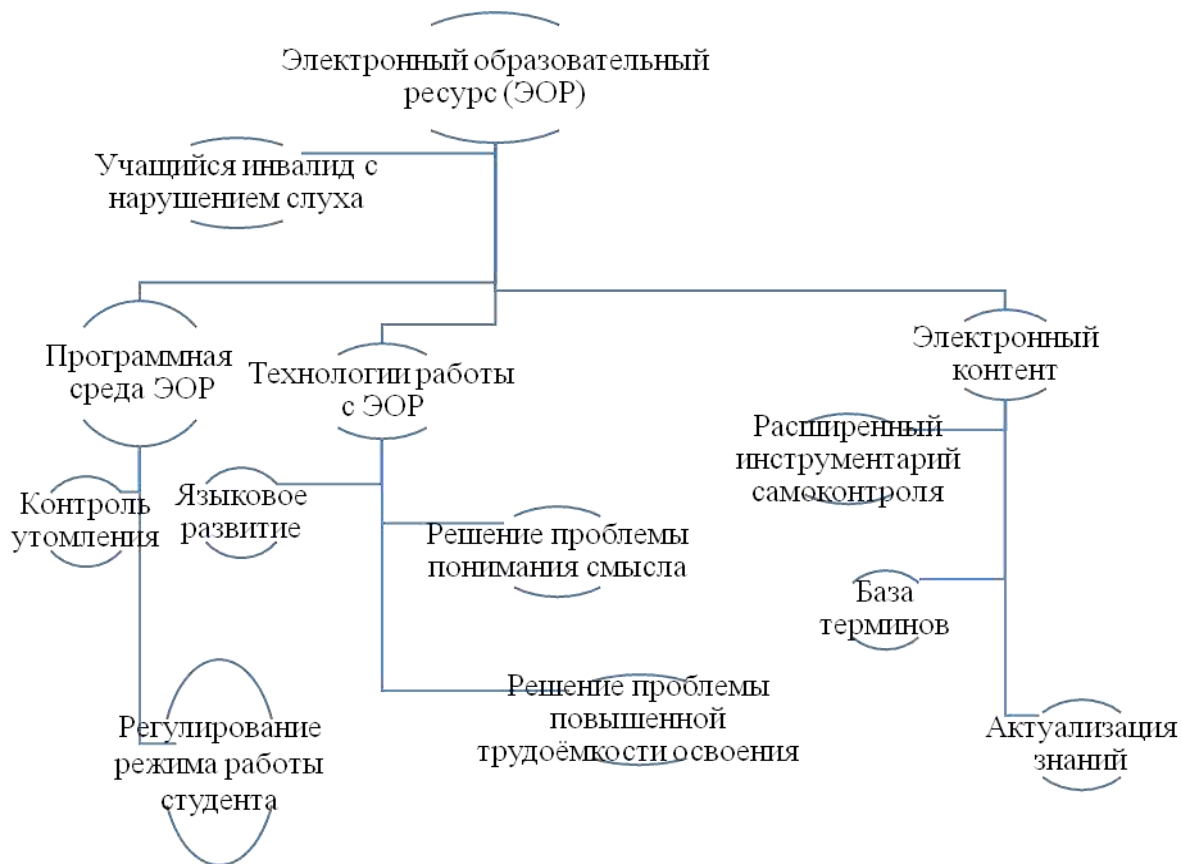 Электронный образовательный
ресурс (ЭОР)
Учащийся инвалид с
нарушением слуха
Программная
среда ЭОР
Технологии работы
с ЭОР
Электронный
контент
Контроль
утомления
Регулирование
режима работы
студента
Языковое
развитие
Решение проблемы
понимания смысла
Решение проблемы
повышенной
трудоёмкости освоения
Расширенный
инструментарий
самоконтроля
База
терминов
Актуализация
знаний